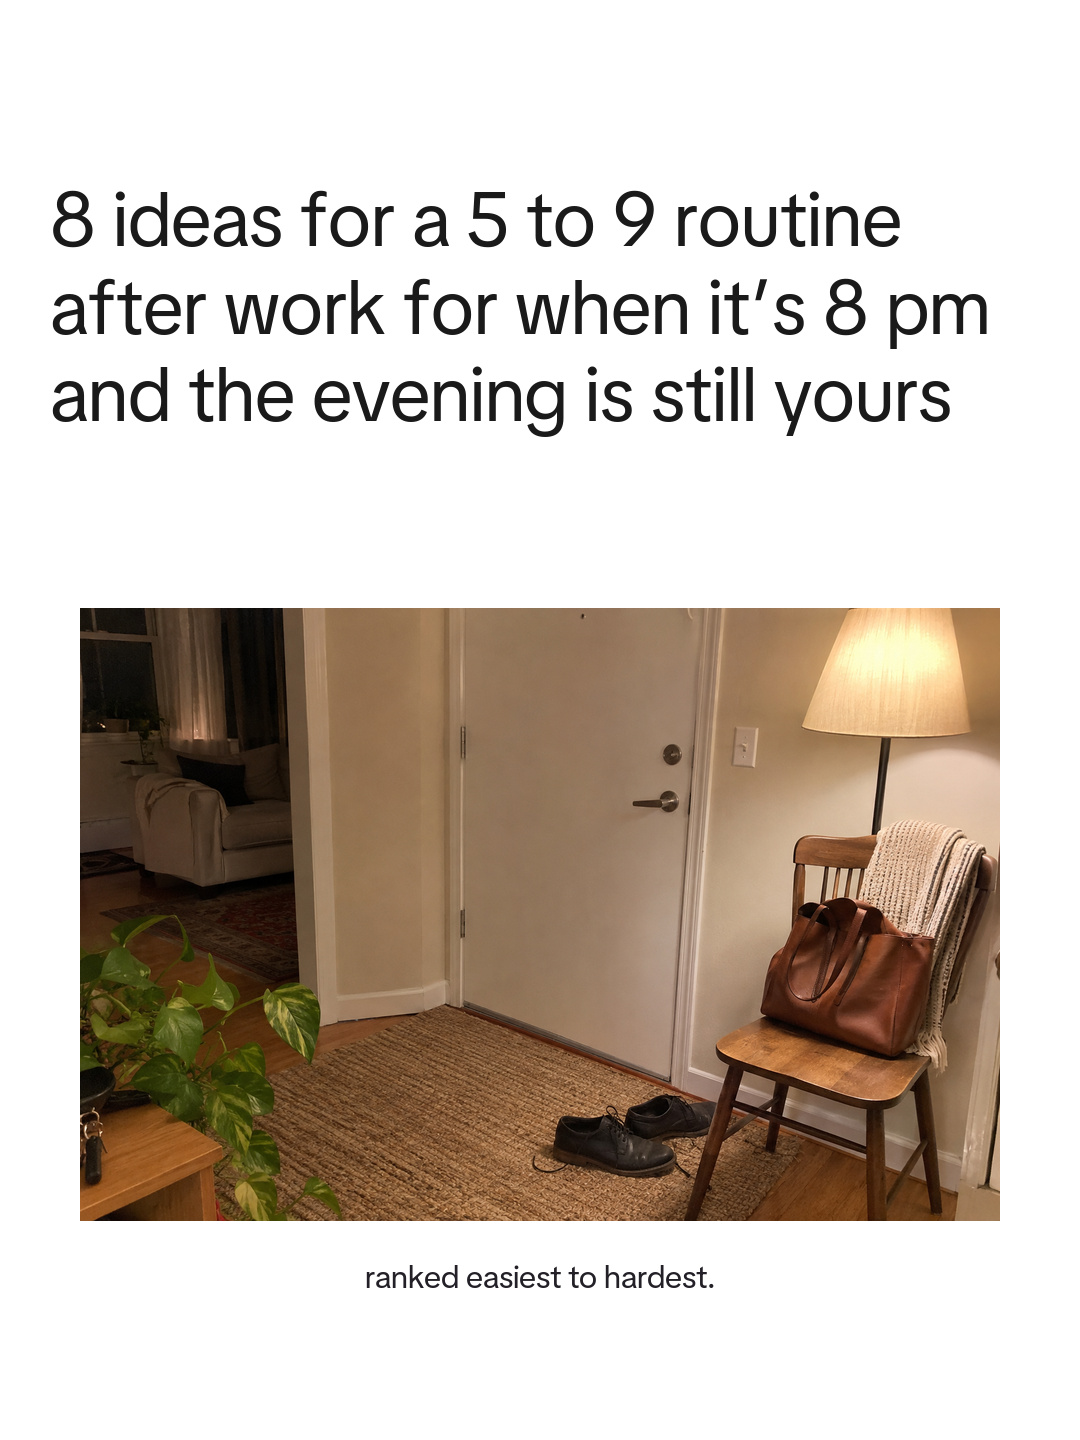 8 ideas for a 5 to 9 routine
after work for when it’s 8 pm
and the evening is still yours
ranked easiest to hardest.